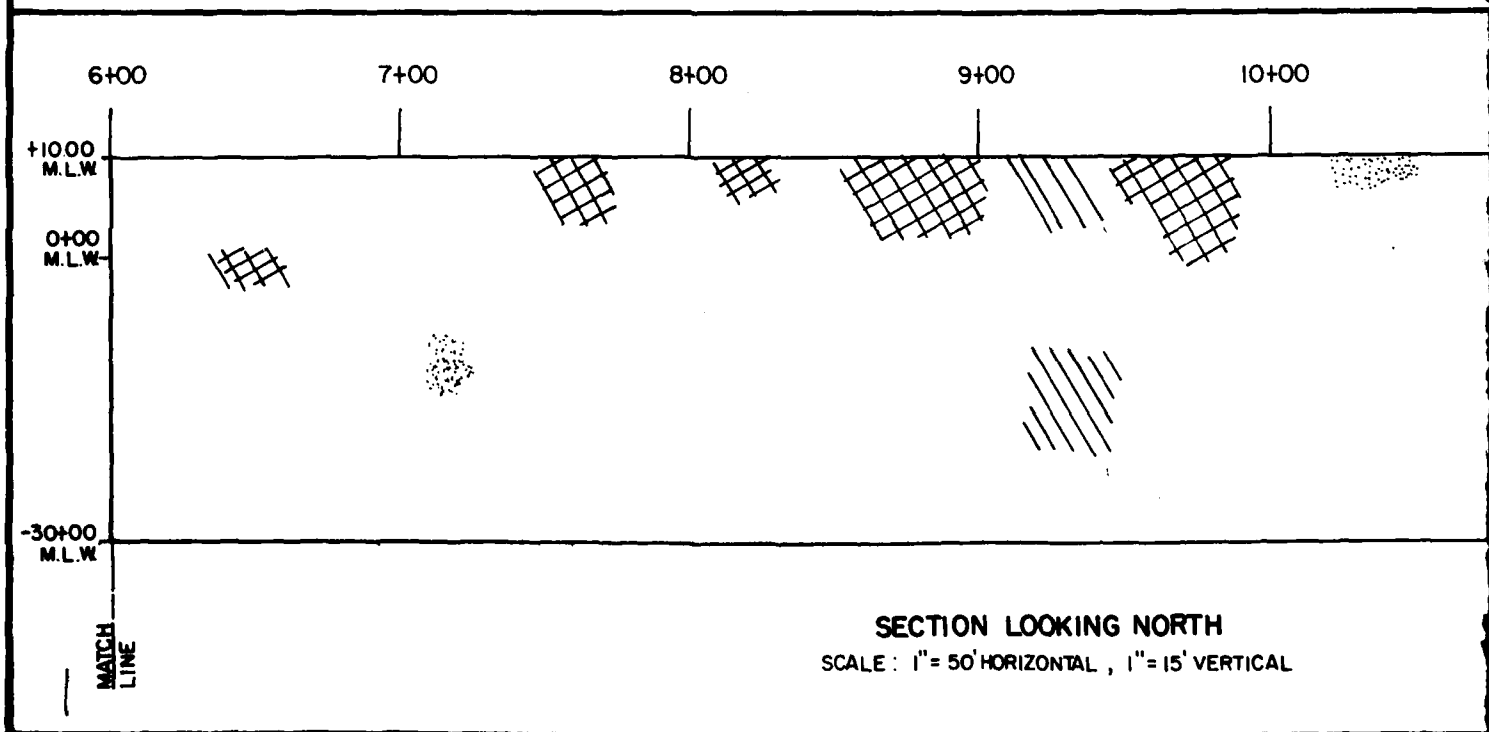 6+00 7+00 8+00 9+00 10+00
+10.00
M.L.W.
0+00
M.L.W.
-30+00
M.L.W.
MATCH
LINE
SECTION LOOKING NORTH
SCALE: 1"= 50' HORIZONTAL, 1"= 15' VERTICAL